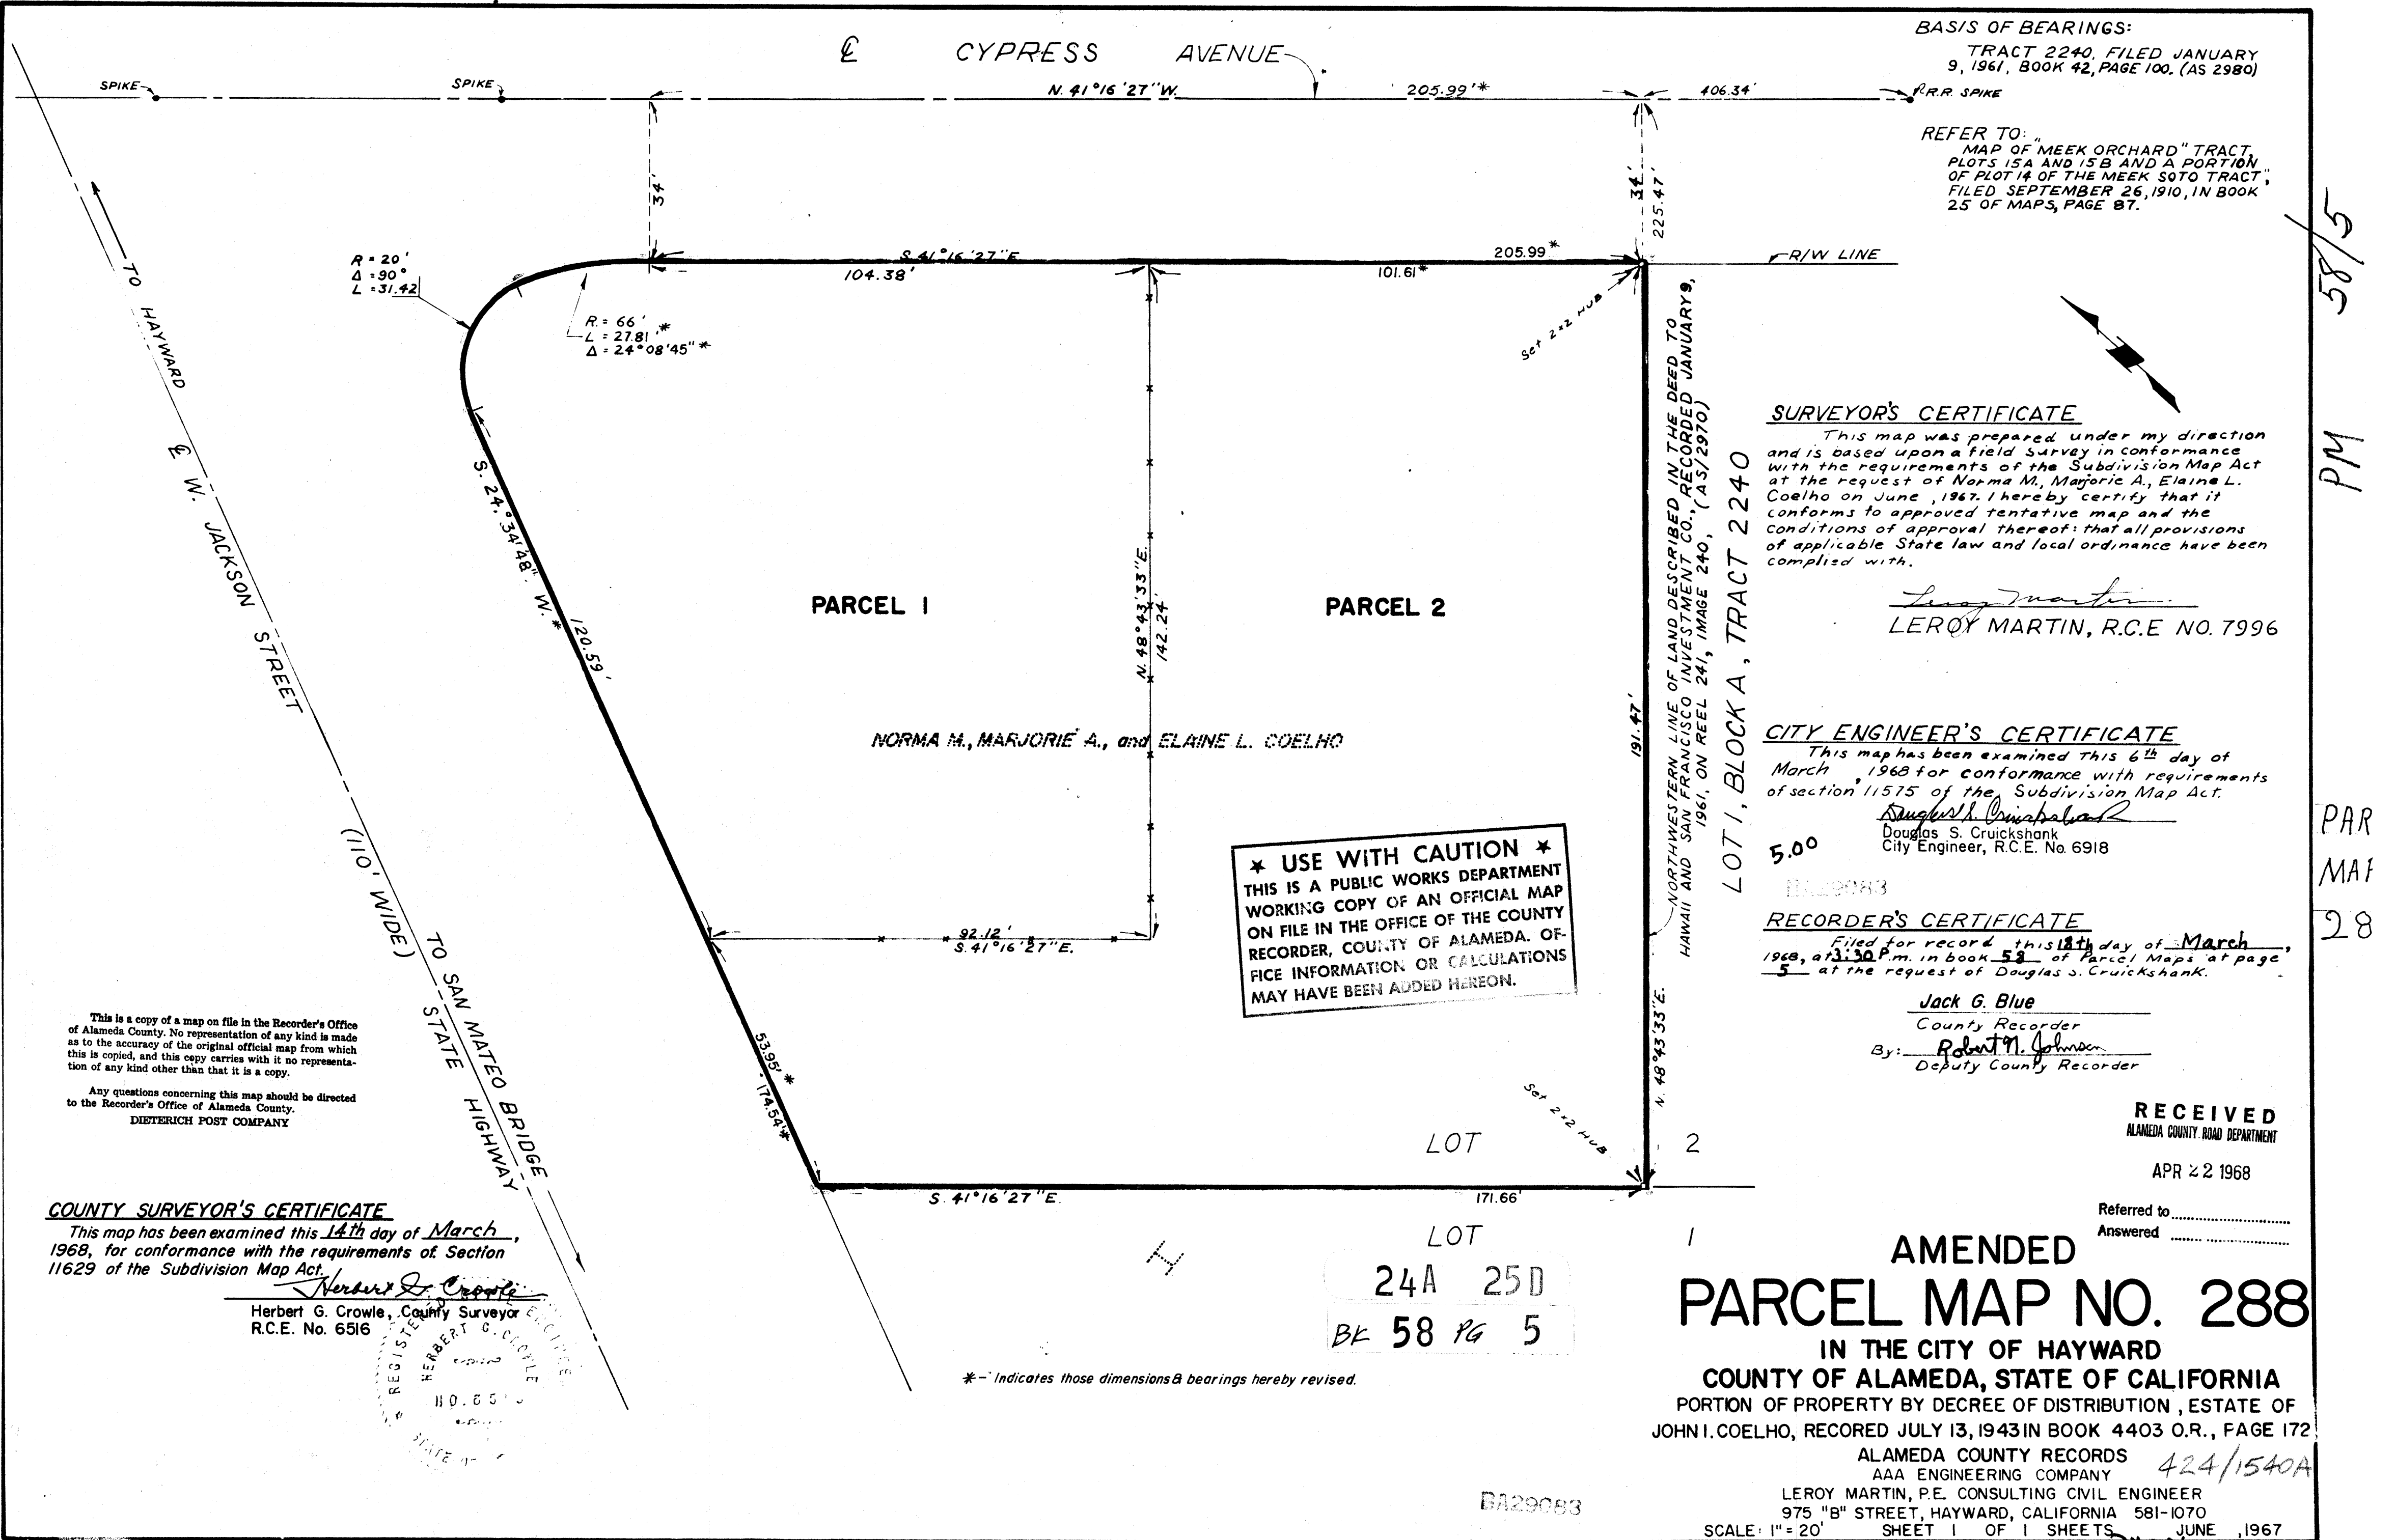 ℄ CYPRESS AVENUE
SPIKE
SPIKE
N. 41°16'27"W.
205.99'*
406.34'
R.R. SPIKE
BASIS OF BEARINGS:
TRACT 2240, FILED JANUARY
9, 1961, BOOK 42, PAGE 100. (AS 2980)
REFER TO:
MAP OF "MEEK ORCHARD" TRACT,
PLOTS 15A AND 15B AND A PORTION
OF PLOT 14 OF THE MEEK SOTO TRACT",
FILED SEPTEMBER 26, 1910, IN BOOK
25 OF MAPS, PAGE 87.
34'
34'
225.47'
R/W LINE
S. 41°16'27"E.
205.99*
104.38'
101.61*
R = 20'
Δ = 90°
L = 31.42
R. = 66'
L = 27.81'*
Δ = 24°08'45"*
Set 2x2 HUB
TO HAYWARD
℄ W. JACKSON STREET
(110' WIDE)
TO SAN MATEO BRIDGE
STATE HIGHWAY
S. 24°34'48" W.*
120.59'
PARCEL 1
PARCEL 2
N. 48°43'33"E.
142.24'
NORMA M., MARJORIE A., and ELAINE L. COELHO
92.12'
S. 41°16'27"E.
53.95'*
174.54'*
191.47'
N. 48°43'33"E.
NORTHWESTERN LINE OF LAND DESCRIBED IN THE DEED TO
HAWAII AND SAN FRANCISCO INVESTMENT CO., RECORDED JANUARY 9,
1961, ON REEL 241, IMAGE 240, (AS/2970)
LOT 1, BLOCK A, TRACT 2240
Set 2x2 HUB
LOT 2
S. 41°16'27"E.
171.66'
LOT 1
H
★ USE WITH CAUTION ★
THIS IS A PUBLIC WORKS DEPARTMENT
WORKING COPY OF AN OFFICIAL MAP
ON FILE IN THE OFFICE OF THE COUNTY
RECORDER, COUNTY OF ALAMEDA. OF-
FICE INFORMATION OR CALCULATIONS
MAY HAVE BEEN ADDED HEREON.
SURVEYOR'S CERTIFICATE
This map was prepared under my direction
and is based upon a field survey in conformance
with the requirements of the Subdivision Map Act
at the request of Norma M., Marjorie A., Elaine L.
Coelho on June , 1967. I hereby certify that it
conforms to approved tentative map and the
conditions of approval thereof: that all provisions
of applicable State law and local ordinance have been
complied with.
Leroy Martin
LEROY MARTIN, R.C.E NO. 7996
CITY ENGINEER'S CERTIFICATE
This map has been examined This 6th day of
March , 1968 for conformance with requirements
of section 11575 of the Subdivision Map Act.
Douglas S. Cruickshank
Douglas S. Cruickshank
City Engineer, R.C.E. No. 6918
5.00
BA29083
RECORDER'S CERTIFICATE
Filed for record this 18th day of March,
1968, at 3:30 P.m. in book 58 of Parcel Maps at page
5 at the request of Douglas S. Cruickshank.
Jack G. Blue
County Recorder
By: Robert N. Johnson
Deputy County Recorder
RECEIVED
ALAMEDA COUNTY ROAD DEPARTMENT
APR 22 1968
Referred to
Answered
This is a copy of a map on file in the Recorder's Office
of Alameda County. No representation of any kind is made
as to the accuracy of the original official map from which
this is copied, and this copy carries with it no representa-
tion of any kind other than that it is a copy.
Any questions concerning this map should be directed
to the Recorder's Office of Alameda County.
DIETERICH POST COMPANY
COUNTY SURVEYOR'S CERTIFICATE
This map has been examined this 14th day of March,
1968, for conformance with the requirements of Section
11629 of the Subdivision Map Act.
Herbert G. Crowle
Herbert G. Crowle, County Surveyor
R.C.E. No. 6516
REGISTERED
HERBERT G. CROWLE
STATE
24A 25D
BK 58 PG 5
*- Indicates those dimensions & bearings hereby revised.
BA29083
AMENDED
PARCEL MAP NO. 288
IN THE CITY OF HAYWARD
COUNTY OF ALAMEDA, STATE OF CALIFORNIA
PORTION OF PROPERTY BY DECREE OF DISTRIBUTION, ESTATE OF
JOHN I. COELHO, RECORED JULY 13, 1943 IN BOOK 4403 O.R., PAGE 172
ALAMEDA COUNTY RECORDS
424/1540A
AAA ENGINEERING COMPANY
LEROY MARTIN, P.E. CONSULTING CIVIL ENGINEER
975 "B" STREET, HAYWARD, CALIFORNIA 581-1070
SCALE: 1" = 20' SHEET 1 OF 1 SHEETS JUNE , 1967
PM 58/5
PAR
MAP
28